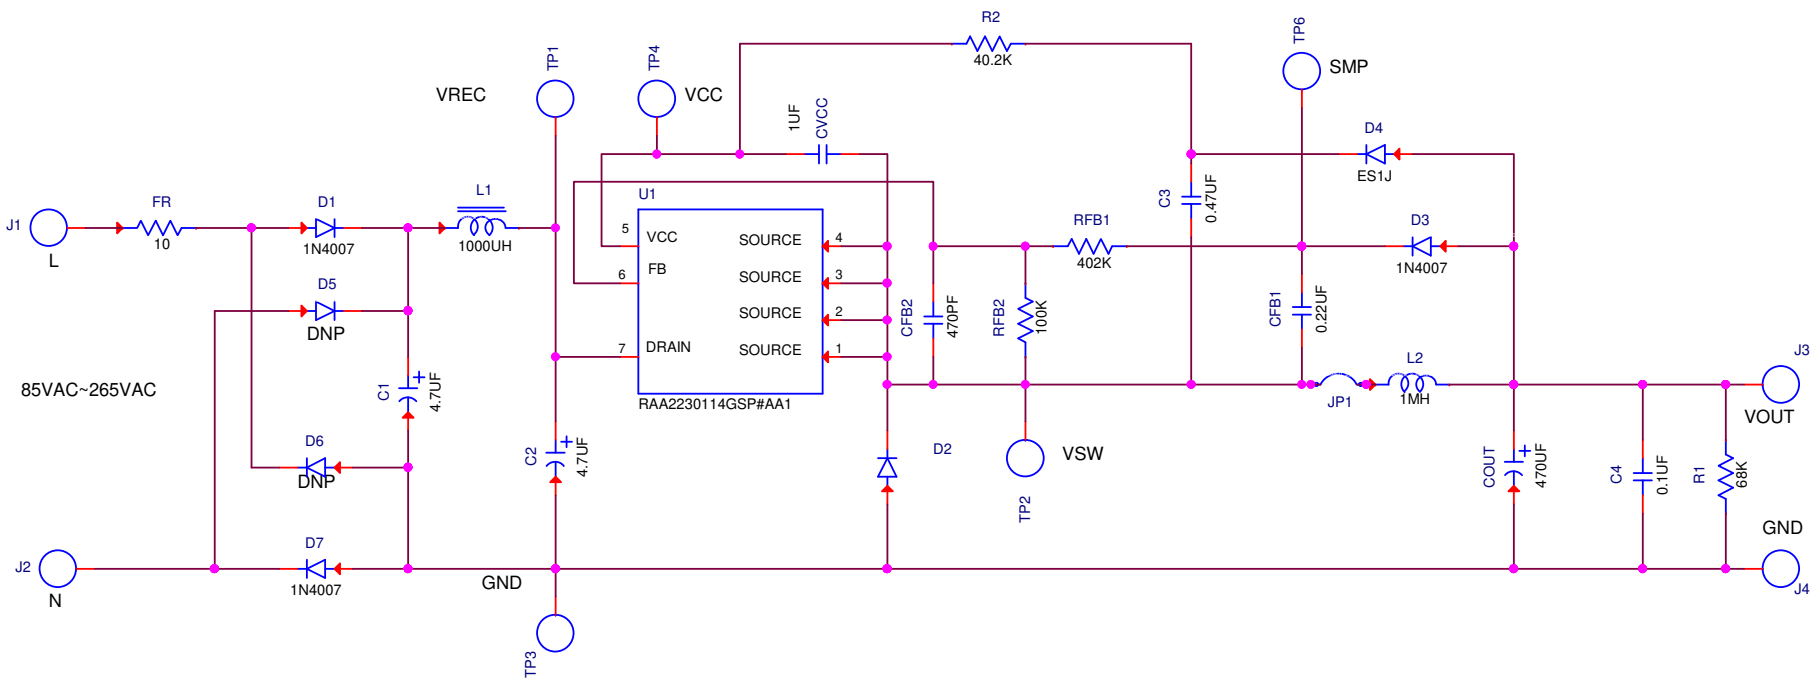 R2
40.2K
TP1
TP4
TP6
SMP
VREC
VCC
1UF
CVCC
D4
ES1J
J1
L
FR
10
D1
1N4007
L1
1000UH
U1
5
VCC
SOURCE
4
6
FB
SOURCE
3
SOURCE
2
7
DRAIN
SOURCE
1
RAA2230114GSP#AA1
C3
0.47UF
RFB1
402K
D3
1N4007
D5
DNP
CFB2
470PF
RFB2
100K
CFB1
0.22UF
85VAC~265VAC
C1
4.7UF
JP1
L2
1MH
J3
VOUT
D6
DNP
C2
4.7UF
D2
VSW
TP2
COUT
470UF
C4
0.1UF
R1
68K
J2
N
D7
1N4007
GND
TP3
GND
J4